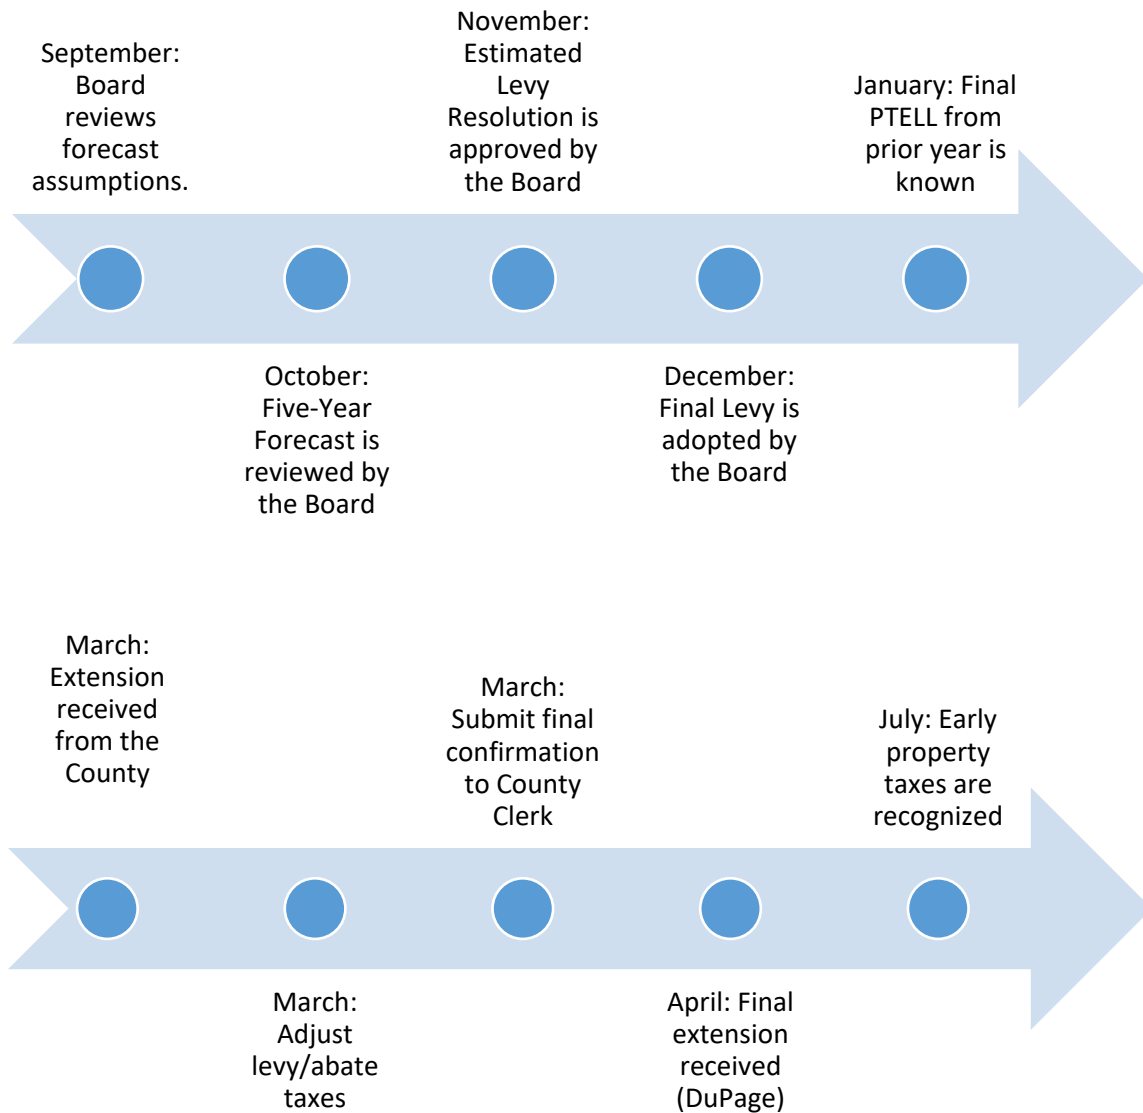 September:
Board
reviews
forecast
assumptions.
October:
Five-Year
Forecast is
reviewed by
the Board
November:
Estimated
Levy
Resolution is
approved by
the Board
December:
Final Levy is
adopted by
the Board
January: Final
PTELL from
prior year is
known
March:
Extension
received
from the
County
March:
Adjust
levy/abate
taxes
March:
Submit final
confirmation
to County
Clerk
April: Final
extension
received
(DuPage)
July: Early
property
taxes are
recognized